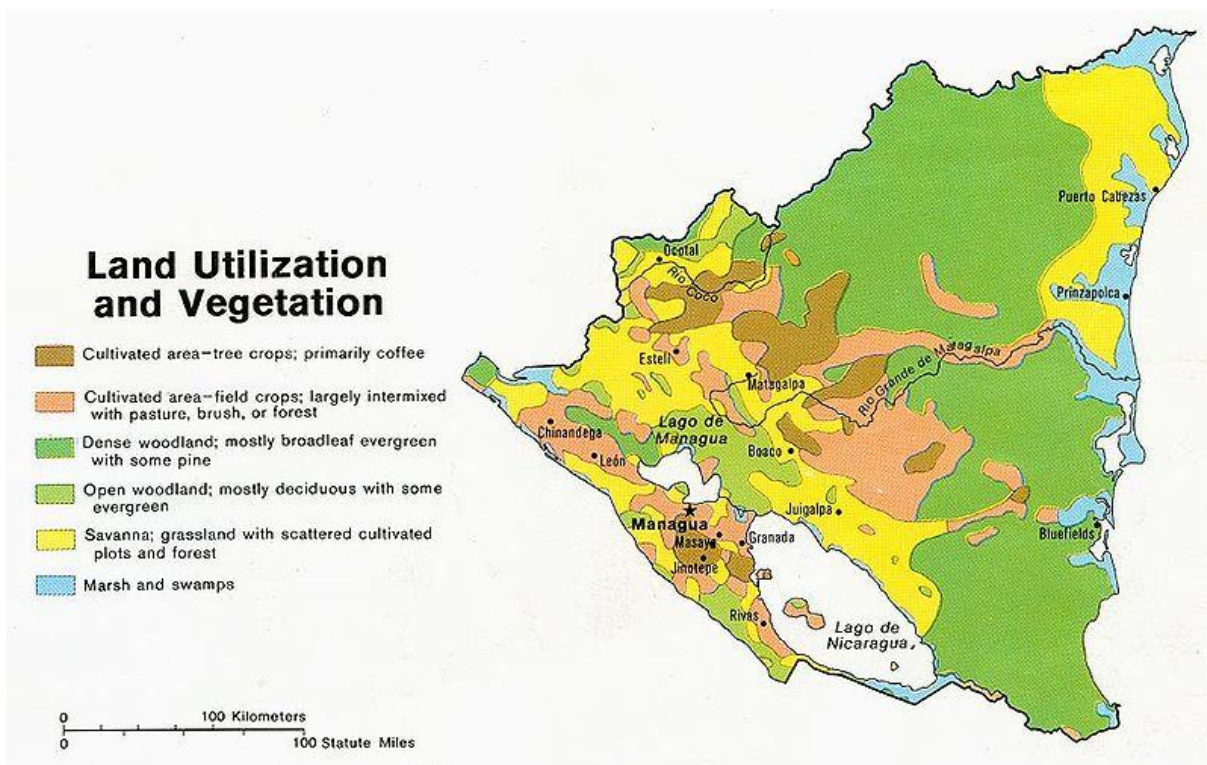 Land Utilization
and Vegetation
Cultivated area-tree crops; primarily coffee
Cultivated area-field crops; largely intermixed
with pasture, brush, or forest
Dense woodland; mostly broadleaf evergreen
with some pine
Open woodland; mostly deciduous with some
evergreen
Savanna; grassland with scattered cultivated
plots and forest
Marsh and swamps
0 100 Kilometers
0 100 Statute Miles
Puerto Cabezas
Ocotal
Río Coco
Prinzapolca
Estelí
Matagalpa
Río Grande de Matagalpa
Chinandega
Lago de
Managua
León
Boaco
Managua
Juigalpa
Masaya
Granada
Bluefields
Jinotepe
Rivas
Lago de
Nicaragua